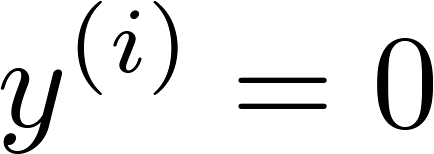 y^{(i)} = 0